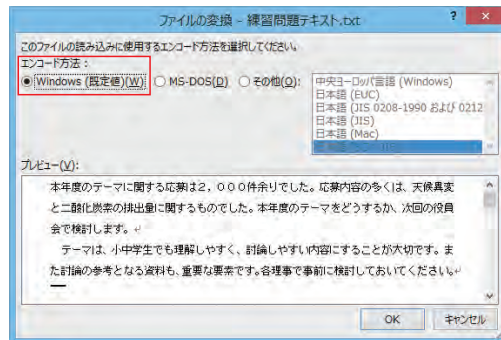 ファイルの変換 - 練習問題テキスト.txt
このファイルの読み込みに使用するエンコード方法を選択してください。
エンコード方法：
Windows (既定値)(W) MS-DOS(D) その他(O):
中央ヨーロッパ言語 (Windows)
日本語 (EUC)
日本語 (JIS 0208-1990 および 0212
日本語 (JIS)
日本語 (Mac)
プレビュー(V):
本年度のテーマに関する応募は2，000件余りでした。応募内容の多くは、天候異変
と二酸化炭素の排出量に関するものでした。本年度のテーマをどうするか、次回の役員
会で検討します。
テーマは、小中学生でも理解しやすく、討論しやすい内容にすることが大切です。ま
た討論の参考となる資料も、重要な要素です。各理事で事前に検討しておいてください。
OK キャンセル